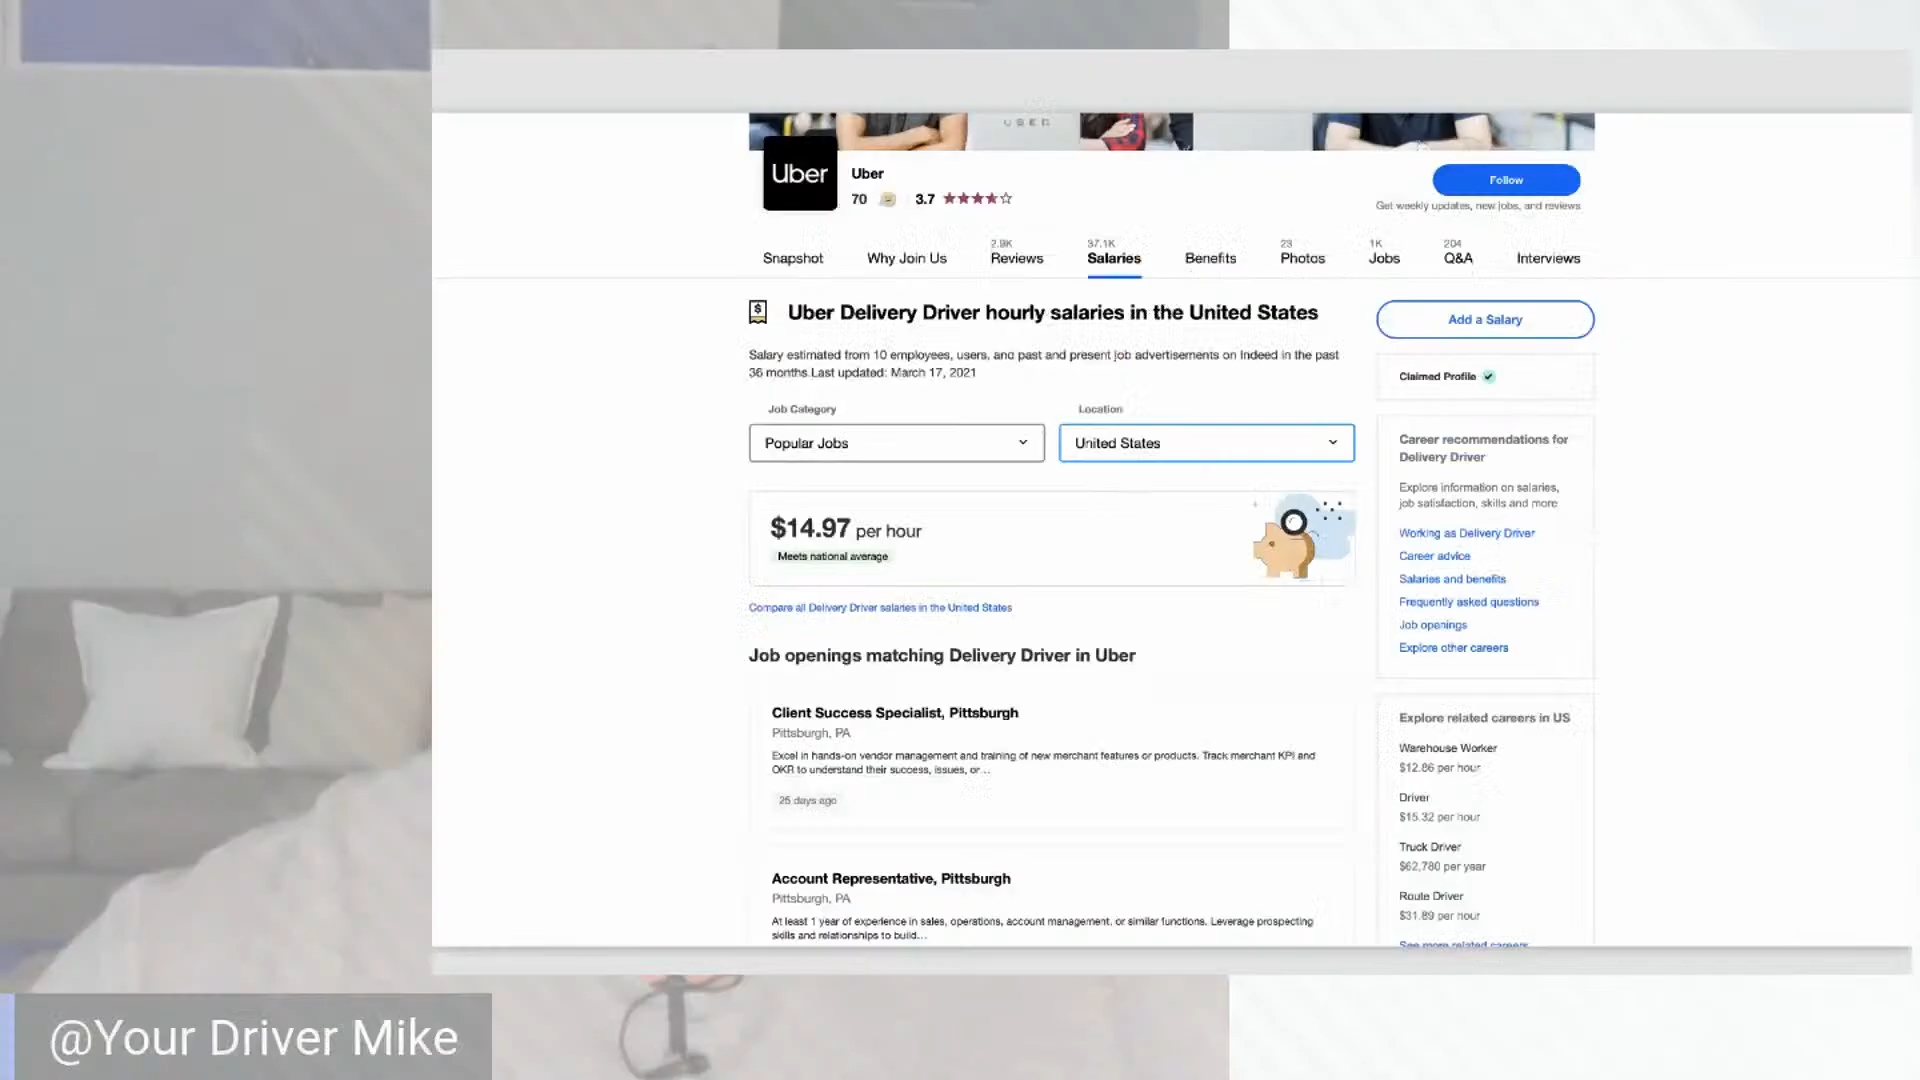 UBER
Uber
Uber
70
3.7
Follow
Get weekly updates, new jobs, and reviews
Snapshot
Why Join Us
2.9K
Reviews
37.1K
Salaries
Benefits
23
Photos
1K
Jobs
204
Q&A
Interviews
Uber Delivery Driver hourly salaries in the United States
Salary estimated from 10 employees, users, and past and present job advertisements on Indeed in the past
36 months.Last updated: March 17, 2021
Job Category
Location
Popular Jobs
United States
$14.97 per hour
Meets national average
Compare all Delivery Driver salaries in the United States
Job openings matching Delivery Driver in Uber
Client Success Specialist, Pittsburgh
Pittsburgh, PA
Excel in hands-on vendor management and training of new merchant features or products. Track merchant KPI and
OKR to understand their success, issues, or…
25 days ago
Account Representative, Pittsburgh
Pittsburgh, PA
At least 1 year of experience in sales, operations, account management, or similar functions. Leverage prospecting
skills and relationships to build…
Add a Salary
Claimed Profile
Career recommendations for
Delivery Driver
Explore information on salaries,
job satisfaction, skills and more
Working as Delivery Driver
Career advice
Salaries and benefits
Frequently asked questions
Job openings
Explore other careers
Explore related careers in US
Warehouse Worker
$12.86 per hour
Driver
$15.32 per hour
Truck Driver
$62,780 per year
Route Driver
$31.89 per hour
See more related careers
@Your Driver Mike